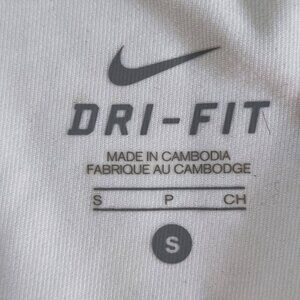 DRI-FIT
MADE IN CAMBODIA
FABRIQUE AU CAMBODGE
S P CH
S